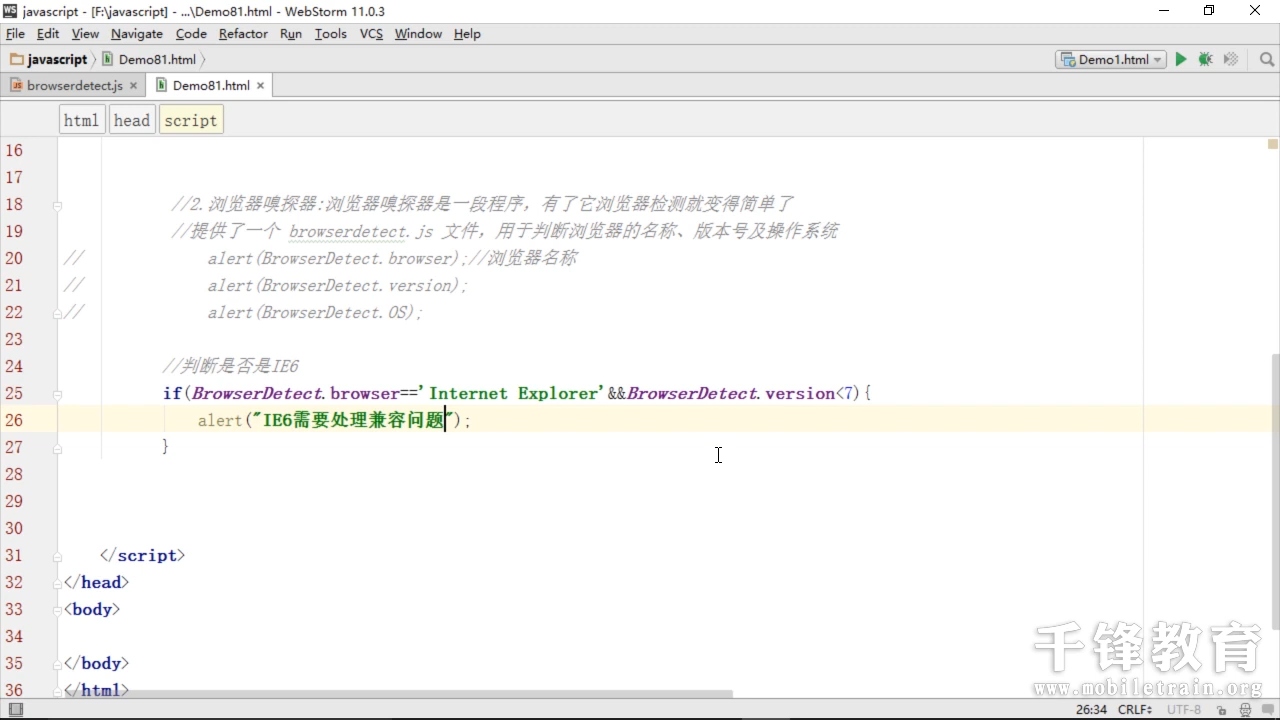 javascript - [F:\javascript] - ...\Demo81.html - WebStorm 11.0.3
File Edit View Navigate Code Refactor Run Tools VCS Window Help
javascript Demo81.html Demo1.html
browserdetect.js Demo81.html
html head script
16
17
18 //2.浏览器嗅探器:浏览器嗅探器是一段程序，有了它浏览器检测就变得简单了
19 //提供了一个 browserdetect.js 文件，用于判断浏览器的名称、版本号及操作系统
20 // alert(BrowserDetect.browser);//浏览器名称
21 // alert(BrowserDetect.version);
22 // alert(BrowserDetect.OS);
23
24 //判断是否是IE6
25 if(BrowserDetect.browser=='Internet Explorer'&&BrowserDetect.version<7){
26 alert("IE6需要处理兼容问题");
27 }
28
29
30
31 </script>
32 </head>
33 <body>
34
35 </body>
36 </html>
千锋教育
www.mobiletrain.org
26:34 CRLF UTF-8